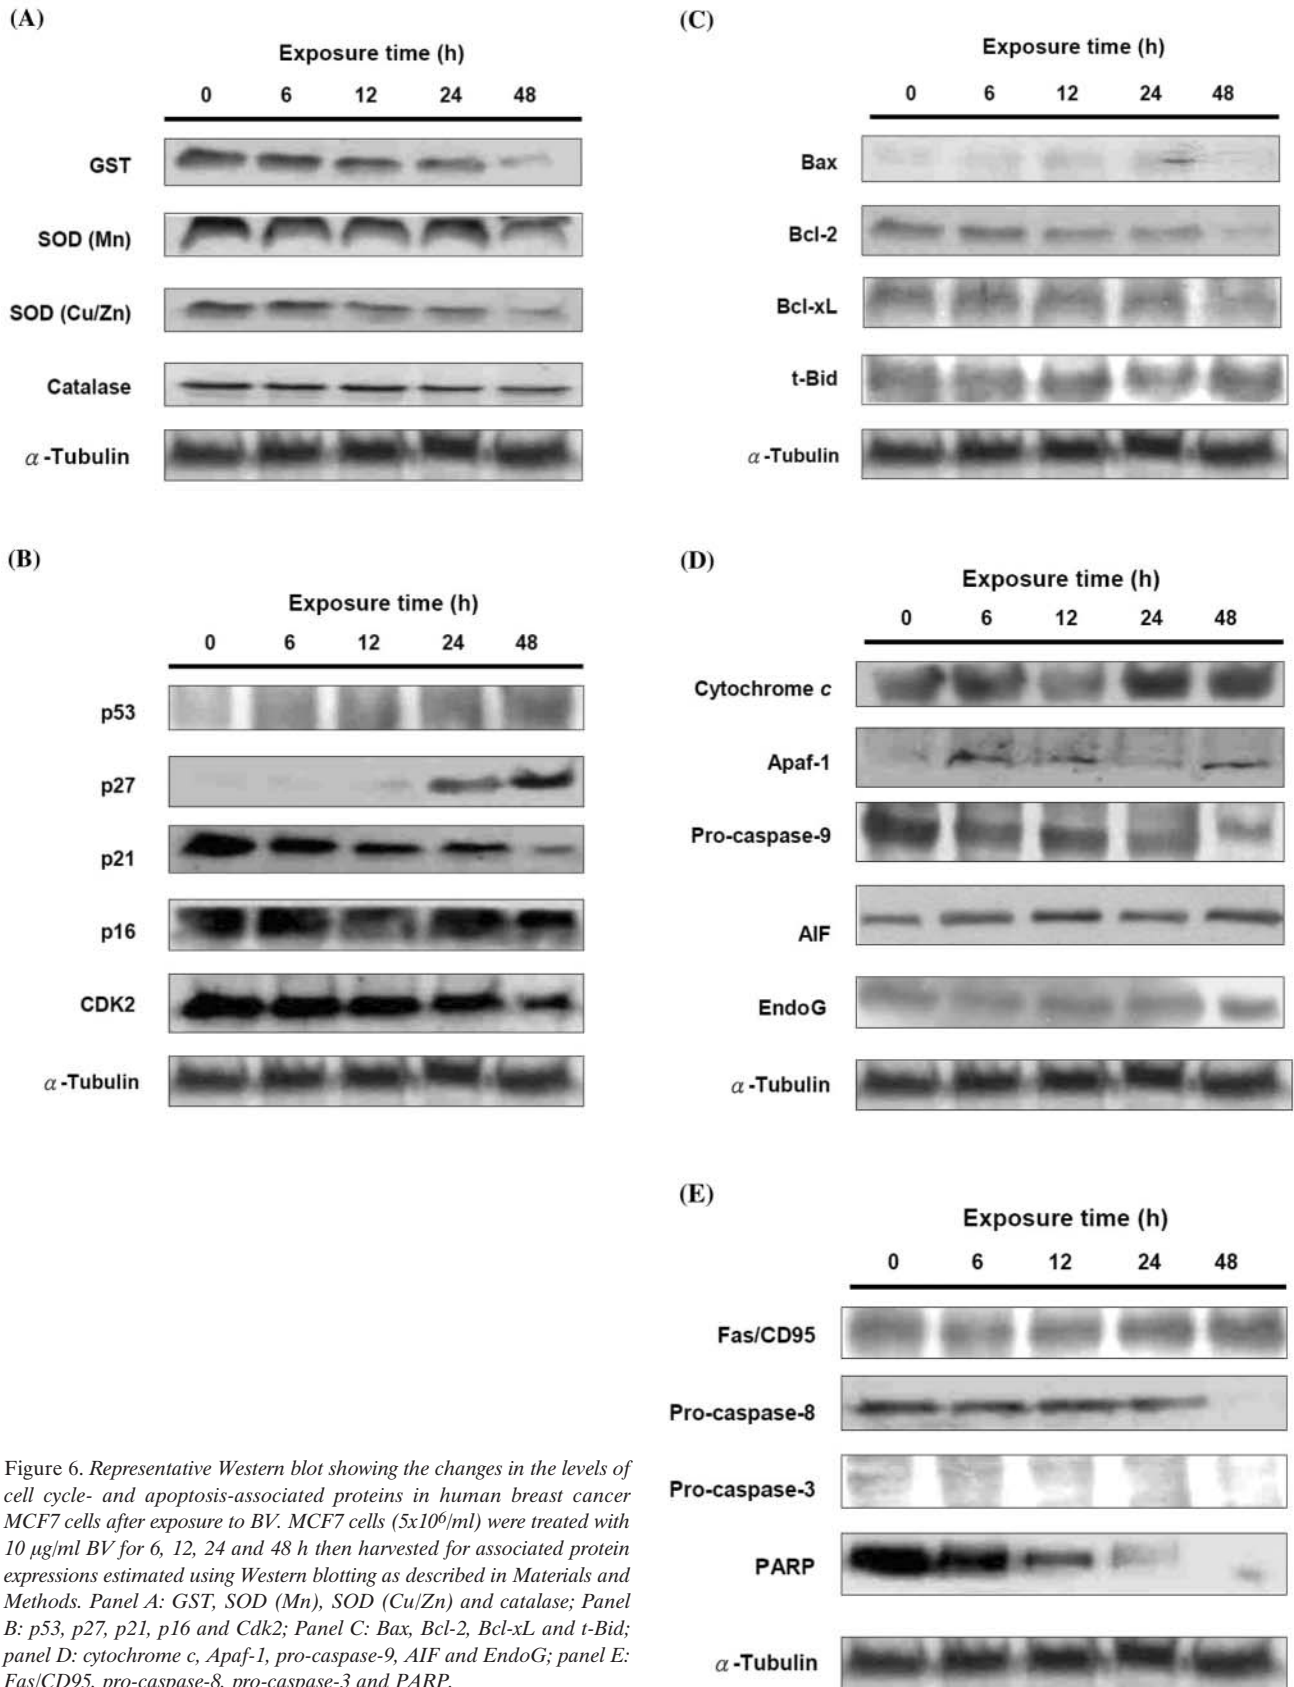 (A)
Exposure time (h)
0 6 12 24 48
GST
SOD (Mn)
SOD (Cu/Zn)
Catalase
α-Tubulin
(B)
Exposure time (h)
0 6 12 24 48
p53
p27
p21
p16
CDK2
α-Tubulin
(C)
Exposure time (h)
0 6 12 24 48
Bax
Bcl-2
Bcl-xL
t-Bid
α-Tubulin
(D)
Exposure time (h)
0 6 12 24 48
Cytochrome c
Apaf-1
Pro-caspase-9
AIF
EndoG
α-Tubulin
(E)
Exposure time (h)
0 6 12 24 48
Fas/CD95
Pro-caspase-8
Pro-caspase-3
PARP
α-Tubulin
Figure 6. Representative Western blot showing the changes in the levels of
cell cycle- and apoptosis-associated proteins in human breast cancer
MCF7 cells after exposure to BV. MCF7 cells (5x10⁶/ml) were treated with
10 μg/ml BV for 6, 12, 24 and 48 h then harvested for associated protein
expressions estimated using Western blotting as described in Materials and
Methods. Panel A: GST, SOD (Mn), SOD (Cu/Zn) and catalase; Panel
B: p53, p27, p21, p16 and Cdk2; Panel C: Bax, Bcl-2, Bcl-xL and t-Bid;
panel D: cytochrome c, Apaf-1, pro-caspase-9, AIF and EndoG; panel E:
Fas/CD95, pro-caspase-8, pro-caspase-3 and PARP.